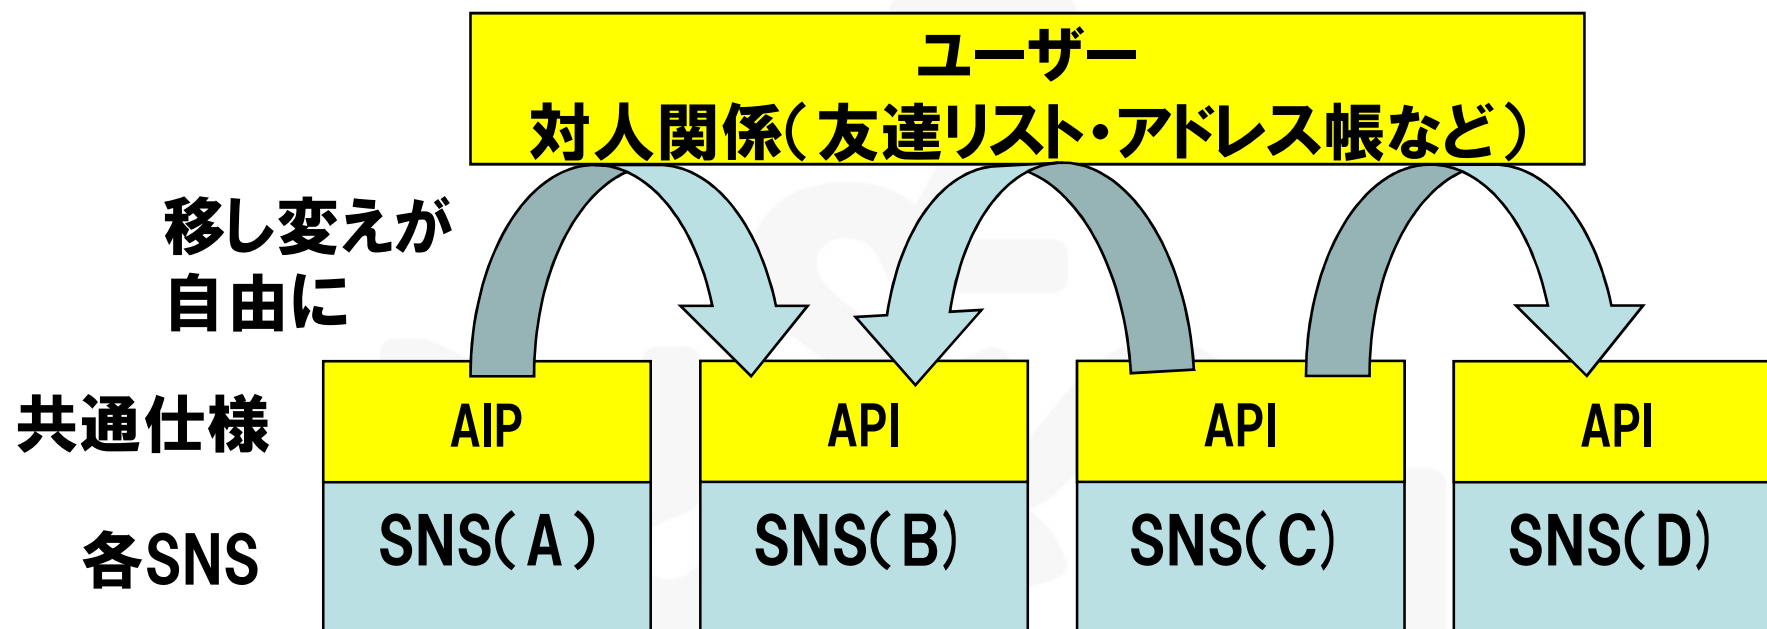 ユーザー
対人関係(友達リスト・アドレス帳など)
移し変えが
自由に
共通仕様
AIP
API
API
API
各SNS
SNS(A)
SNS(B)
SNS(C)
SNS(D)